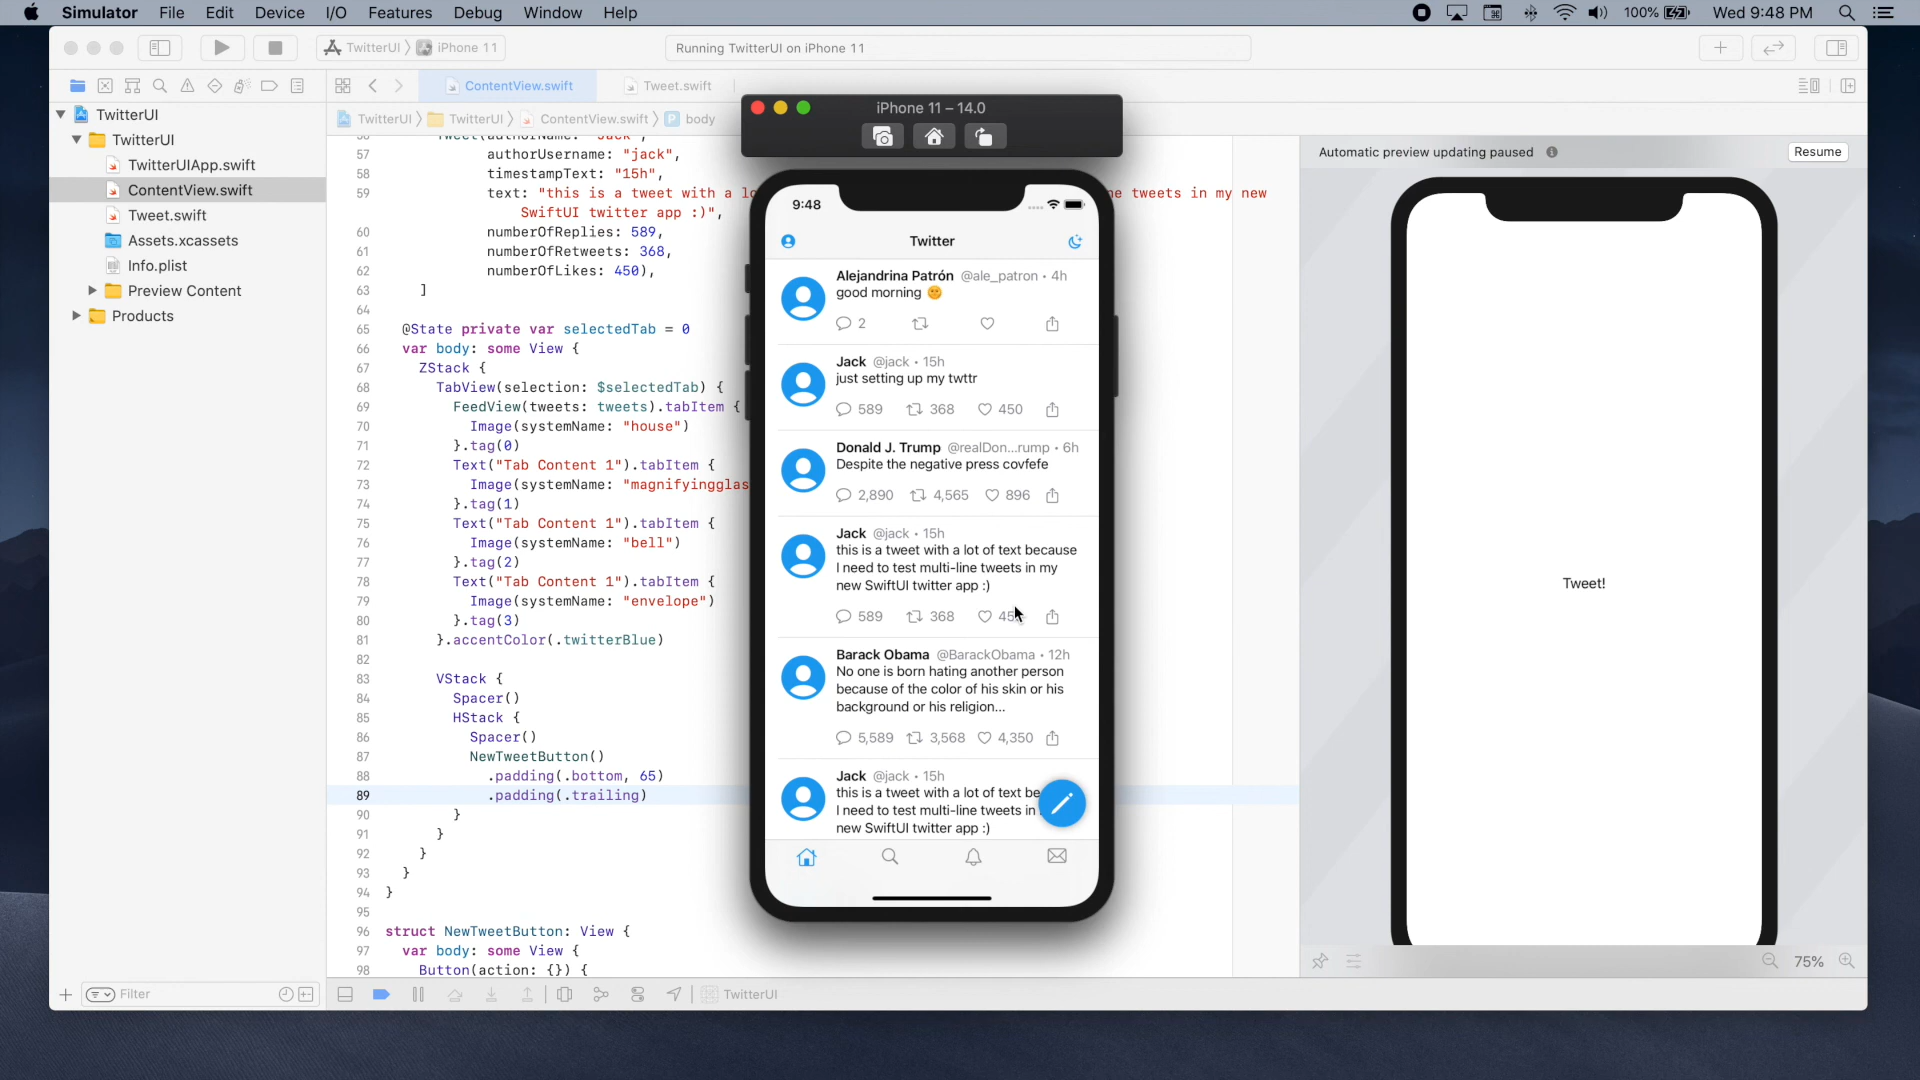 Simulator File Edit Device I/O Features Debug Window Help 100% Wed 9:48 PM
TwitterUI iPhone 11 Running TwitterUI on iPhone 11
ContentView.swift Tweet.swift
TwitterUI TwitterUI ContentView.swift body
TwitterUI
TwitterUI
TwitterUIApp.swift
ContentView.swift
Tweet.swift
Assets.xcassets
Info.plist
Preview Content
Products
Filter
57 authorUsername: "jack",
58 timestampText: "15h",
59 text: "this is a tweet with a lo
e tweets in my new
SwiftUI twitter app :)",
60 numberOfReplies: 589,
61 numberOfRetweets: 368,
62 numberOfLikes: 450),
63 ]
64
65 @State private var selectedTab = 0
66 var body: some View {
67 ZStack {
68 TabView(selection: $selectedTab) {
69 FeedView(tweets: tweets).tabItem {
70 Image(systemName: "house")
71 }.tag(0)
72 Text("Tab Content 1").tabItem {
73 Image(systemName: "magnifyingglas
74 }.tag(1)
75 Text("Tab Content 1").tabItem {
76 Image(systemName: "bell")
77 }.tag(2)
78 Text("Tab Content 1").tabItem {
79 Image(systemName: "envelope")
80 }.tag(3)
81 }.accentColor(.twitterBlue)
82
83 VStack {
84 Spacer()
85 HStack {
86 Spacer()
87 NewTweetButton()
88 .padding(.bottom, 65)
89 .padding(.trailing)
90 }
91 }
92 }
93 }
94 }
95
96 struct NewTweetButton: View {
97 var body: some View {
98 Button(action: {}) {
TwitterUI
iPhone 11 – 14.0
9:48
Twitter
Alejandrina Patrón @ale_patron • 4h
good morning
2
Jack @jack • 15h
just setting up my twttr
589 368 450
Donald J. Trump @realDon...rump • 6h
Despite the negative press covfefe
2,890 4,565 896
Jack @jack • 15h
this is a tweet with a lot of text because
I need to test multi-line tweets in my
new SwiftUI twitter app :)
589 368
Barack Obama @BarackObama • 12h
No one is born hating another person
because of the color of his skin or his
background or his religion...
5,589 3,568 4,350
Jack @jack • 15h
this is a tweet with a lot of text be
I need to test multi-line tweets in
new SwiftUI twitter app :)
Automatic preview updating paused Resume
Tweet!
75%